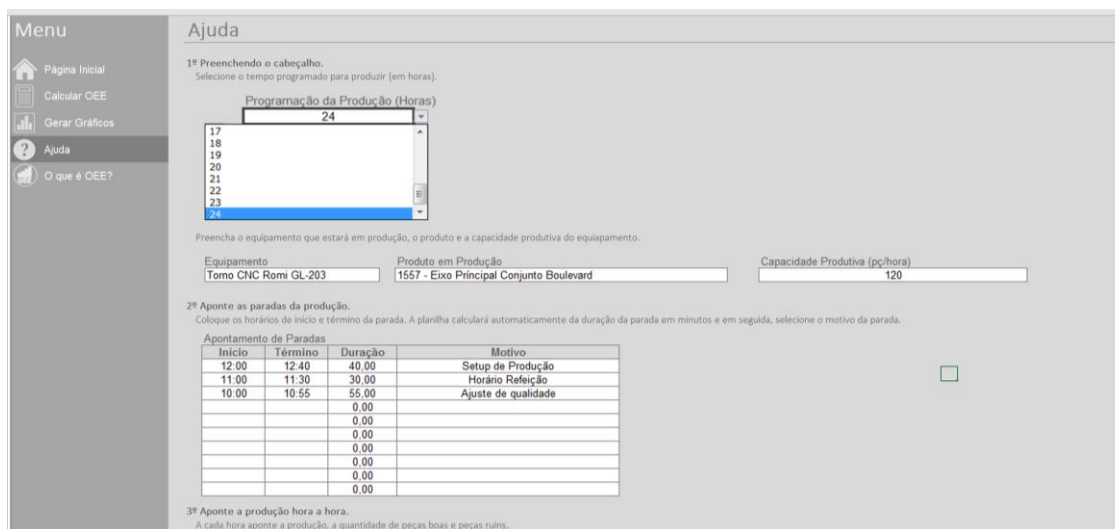 Menu
Página Inicial
Calcular OEE
Gerar Gráficos
Ajuda
O que é OEE?
Ajuda
1º Preenchendo o cabeçalho.
Selecione o tempo programado para produzir (em horas).
Programação da Produção (Horas)
24
17
18
19
20
21
22
23
24
Preencha o equipamento que estará em produção, o produto e a capacidade produtiva do equiapamento.
Equipamento Produto em Produção Capacidade Produtiva (pç/hora)
Torno CNC Romi GL-203 1557 - Eixo Príncipal Conjunto Boulevard 120
2º Aponte as paradas da produção.
Coloque os horários de início e término da parada. A planilha calculará automaticamente da duração da parada em minutos e em seguida, selecione o motivo da parada.
Apontamento de Paradas
Início Término Duração Motivo
12:00 12:40 40,00 Setup de Produção
11:00 11:30 30,00 Horário Refeição
10:00 10:55 55,00 Ajuste de qualidade
0,00
0,00
0,00
0,00
0,00
0,00
0,00
3º Aponte a produção hora a hora.
A cada hora aponte a produção, a quantidade de peças boas e peças ruins.